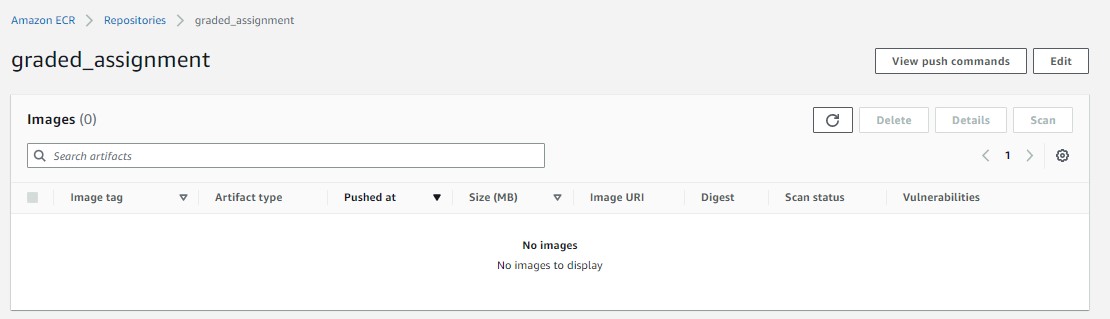 Amazon ECR > Repositories > graded_assignment
graded_assignment
View push commands
Edit
Images (0)
Delete
Details
Scan
Search artifacts
1
Image tag Artifact type Pushed at Size (MB) Image URI Digest Scan status Vulnerabilities
No images
No images to display